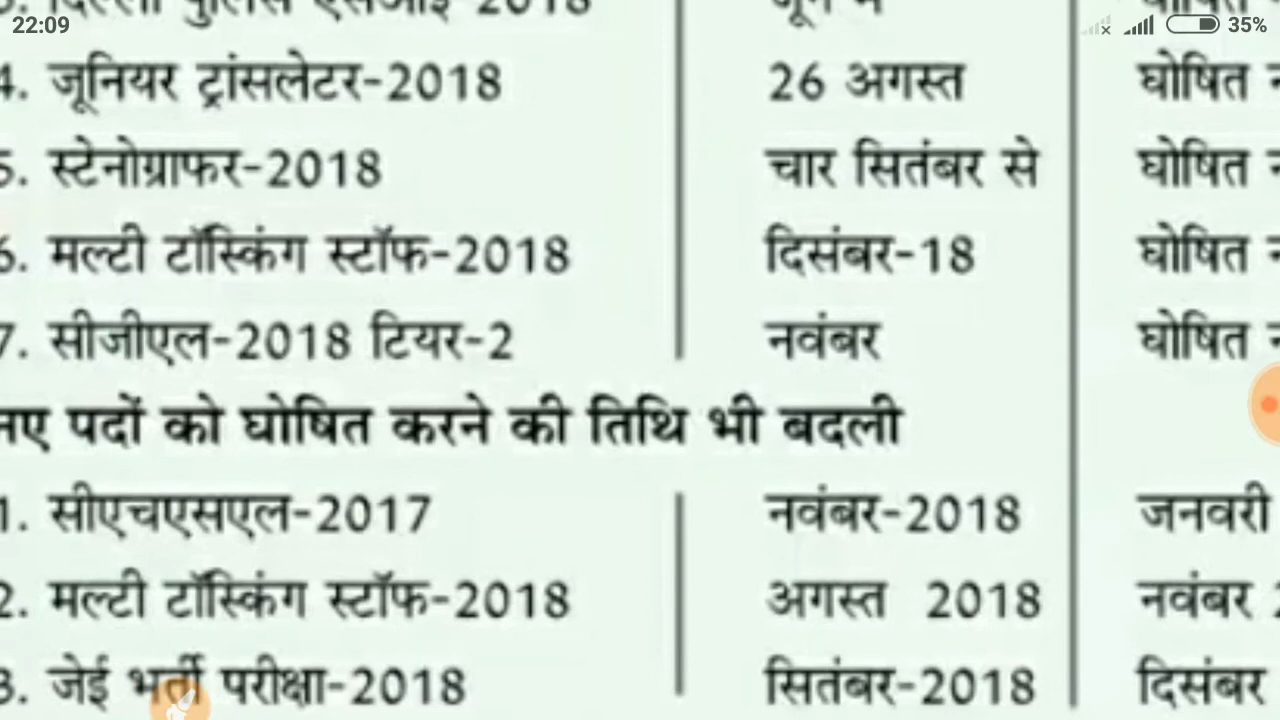 22:09 35%
दिल्ली पुलिस एसआई-2018 जून में
4. जूनियर ट्रांसलेटर-2018 26 अगस्त घोषित
5. स्टेनोग्राफर-2018 चार सितंबर से घोषित
6. मल्टी टॉस्किंग स्टॉफ-2018 दिसंबर-18 घोषित
7. सीजीएल-2018 टियर-2 नवंबर घोषित
नए पदों को घोषित करने की तिथि भी बदली
1. सीएचएसएल-2017 नवंबर-2018 जनवरी
2. मल्टी टॉस्किंग स्टॉफ-2018 अगस्त 2018 नवंबर
3. जेई भर्ती परीक्षा-2018 सितंबर-2018 दिसंबर